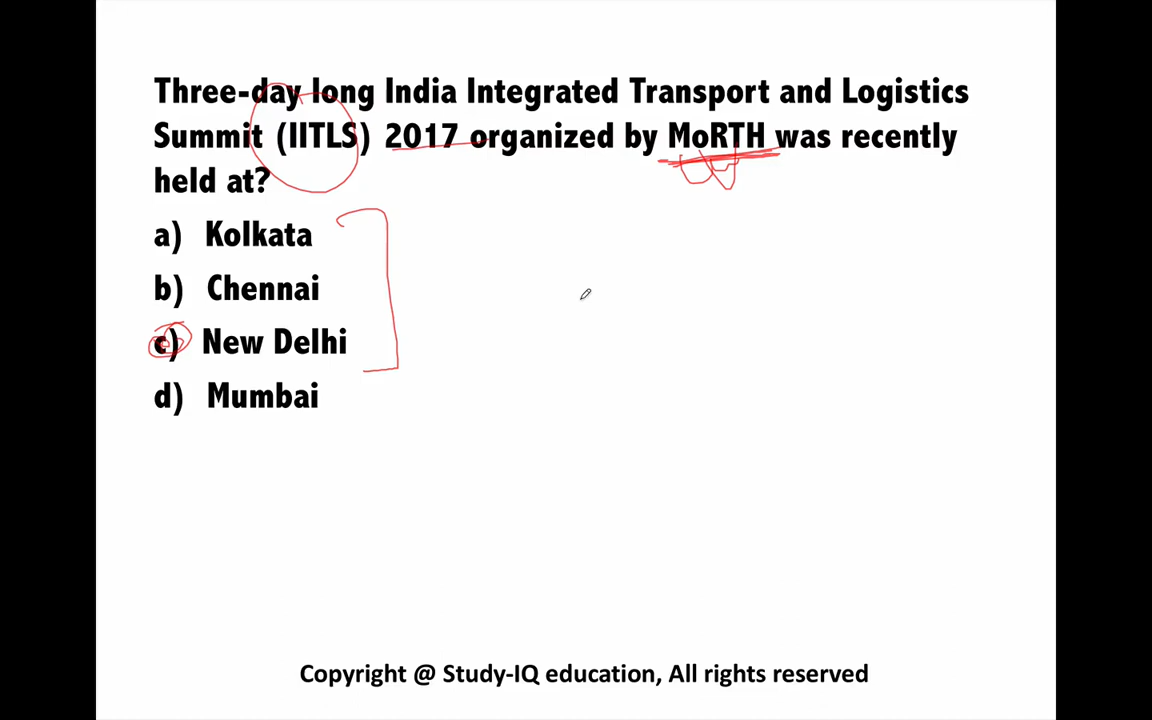 Three-day long India Integrated Transport and Logistics
Summit (IITLS) 2017 organized by MoRTH was recently
held at?
a) Kolkata
b) Chennai
c) New Delhi
d) Mumbai
Copyright @ Study-IQ education, All rights reserved